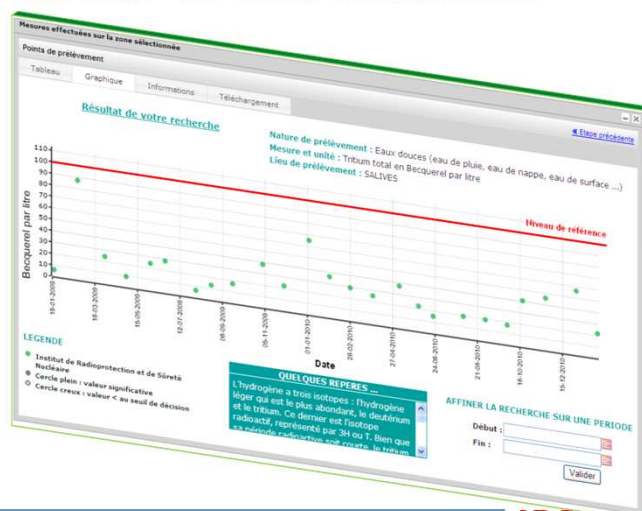 Mesures effectuées sur la zone sélectionnée
Points de prélèvement
Tableau
Graphique
Informations
Téléchargement
Etape précédente
Résultat de votre recherche
Nature de prélèvement : Eaux douces (eau de pluie, eau de nappe, eau de surface ...)
Mesure et unité : Tritium total en Becquerel par litre
Lieu de prélèvement : SALIVES
Niveau de référence
Becquerel par litre
110
100
90
80
70
60
50
40
30
20
10
0
16-01-2009
18-03-2009
15-05-2009
12-07-2009
08-09-2009
05-11-2009
01-01-2010
28-02-2010
27-04-2010
24-06-2010
21-08-2010
18-10-2010
15-12-2010
Date
LEGENDE
Institut de Radioprotection et de Sûreté
Nucléaire
Cercle plein : valeur significative
Cercle creux : valeur < au seuil de décision
QUELQUES REPERES ...
L'hydrogène a trois isotopes : l'hydrogène
léger qui est le plus abondant, le deutérium
et le tritium. Ce dernier est l'isotope
radioactif, représenté par 3H ou T. Bien que
sa période radioactive soit courte, le tritium
AFFINER LA RECHERCHE SUR UNE PERIODE
Début :
Fin :
Valider